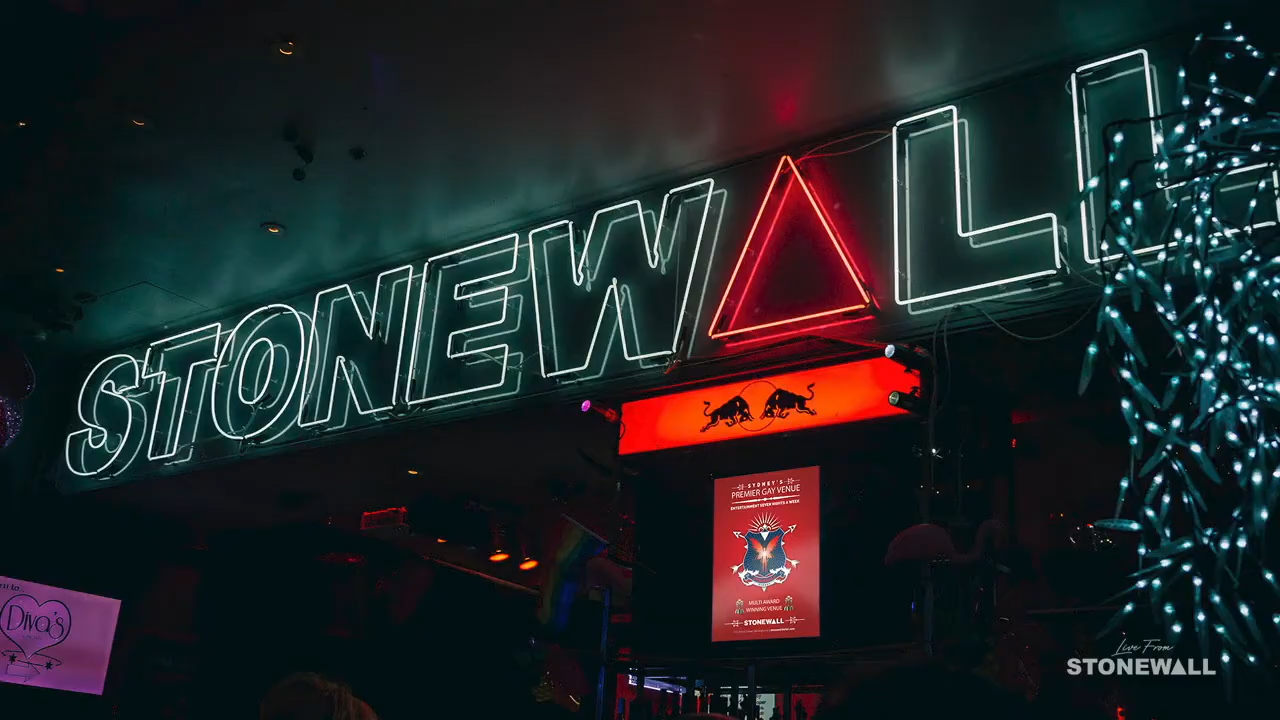 STONEWALL
SYDNEY'S
PREMIER GAY VENUE
ENTERTAINMENT SEVEN NIGHTS A WEEK
MULTI AWARD
WINNING VENUE
STONEWALL
Diva's
Live From
STONEWALL